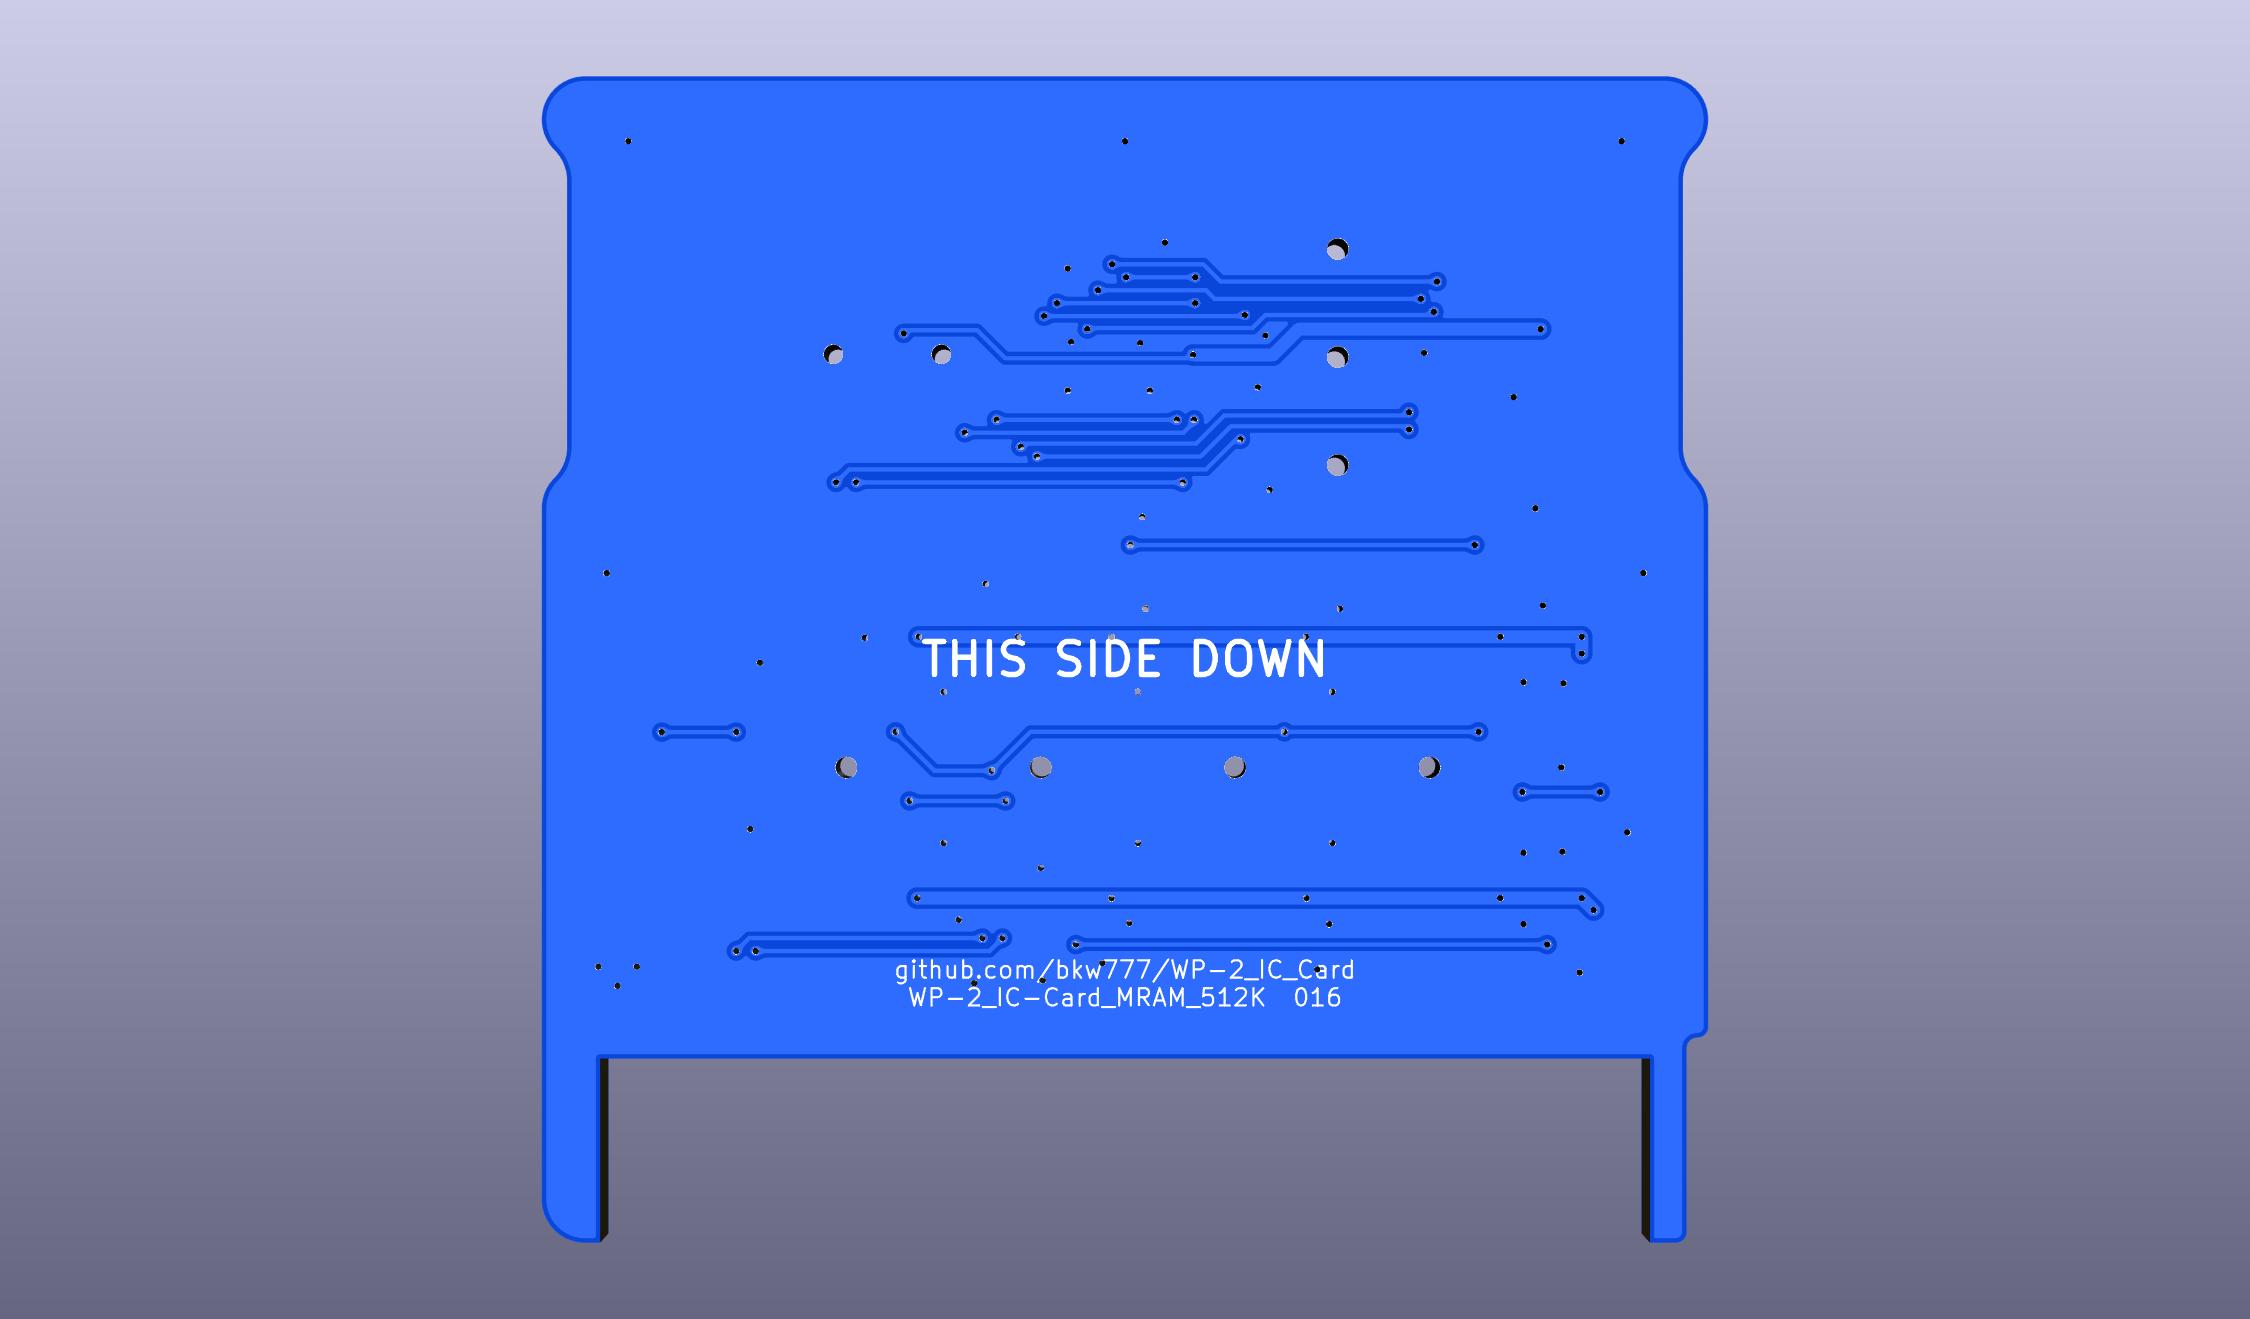 THIS SIDE DOWN
github.com/bkw777/WP-2_IC_Card
WP-2_IC-Card_MRAM_512K 016